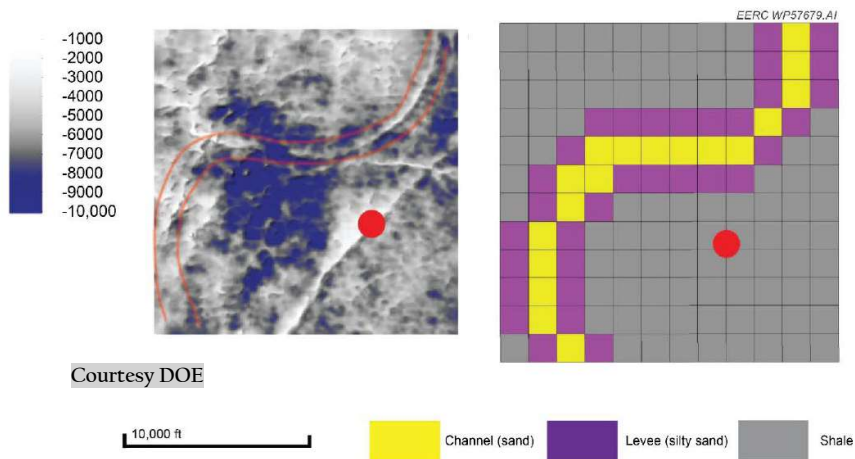 EERC WP57679.AI
-1000
-2000
-3000
-4000
-5000
-6000
-7000
-8000
9000
-10,000
Courtesy DOE
10,000 ft
Channel (sand)
Levee (silty sand)
Shale